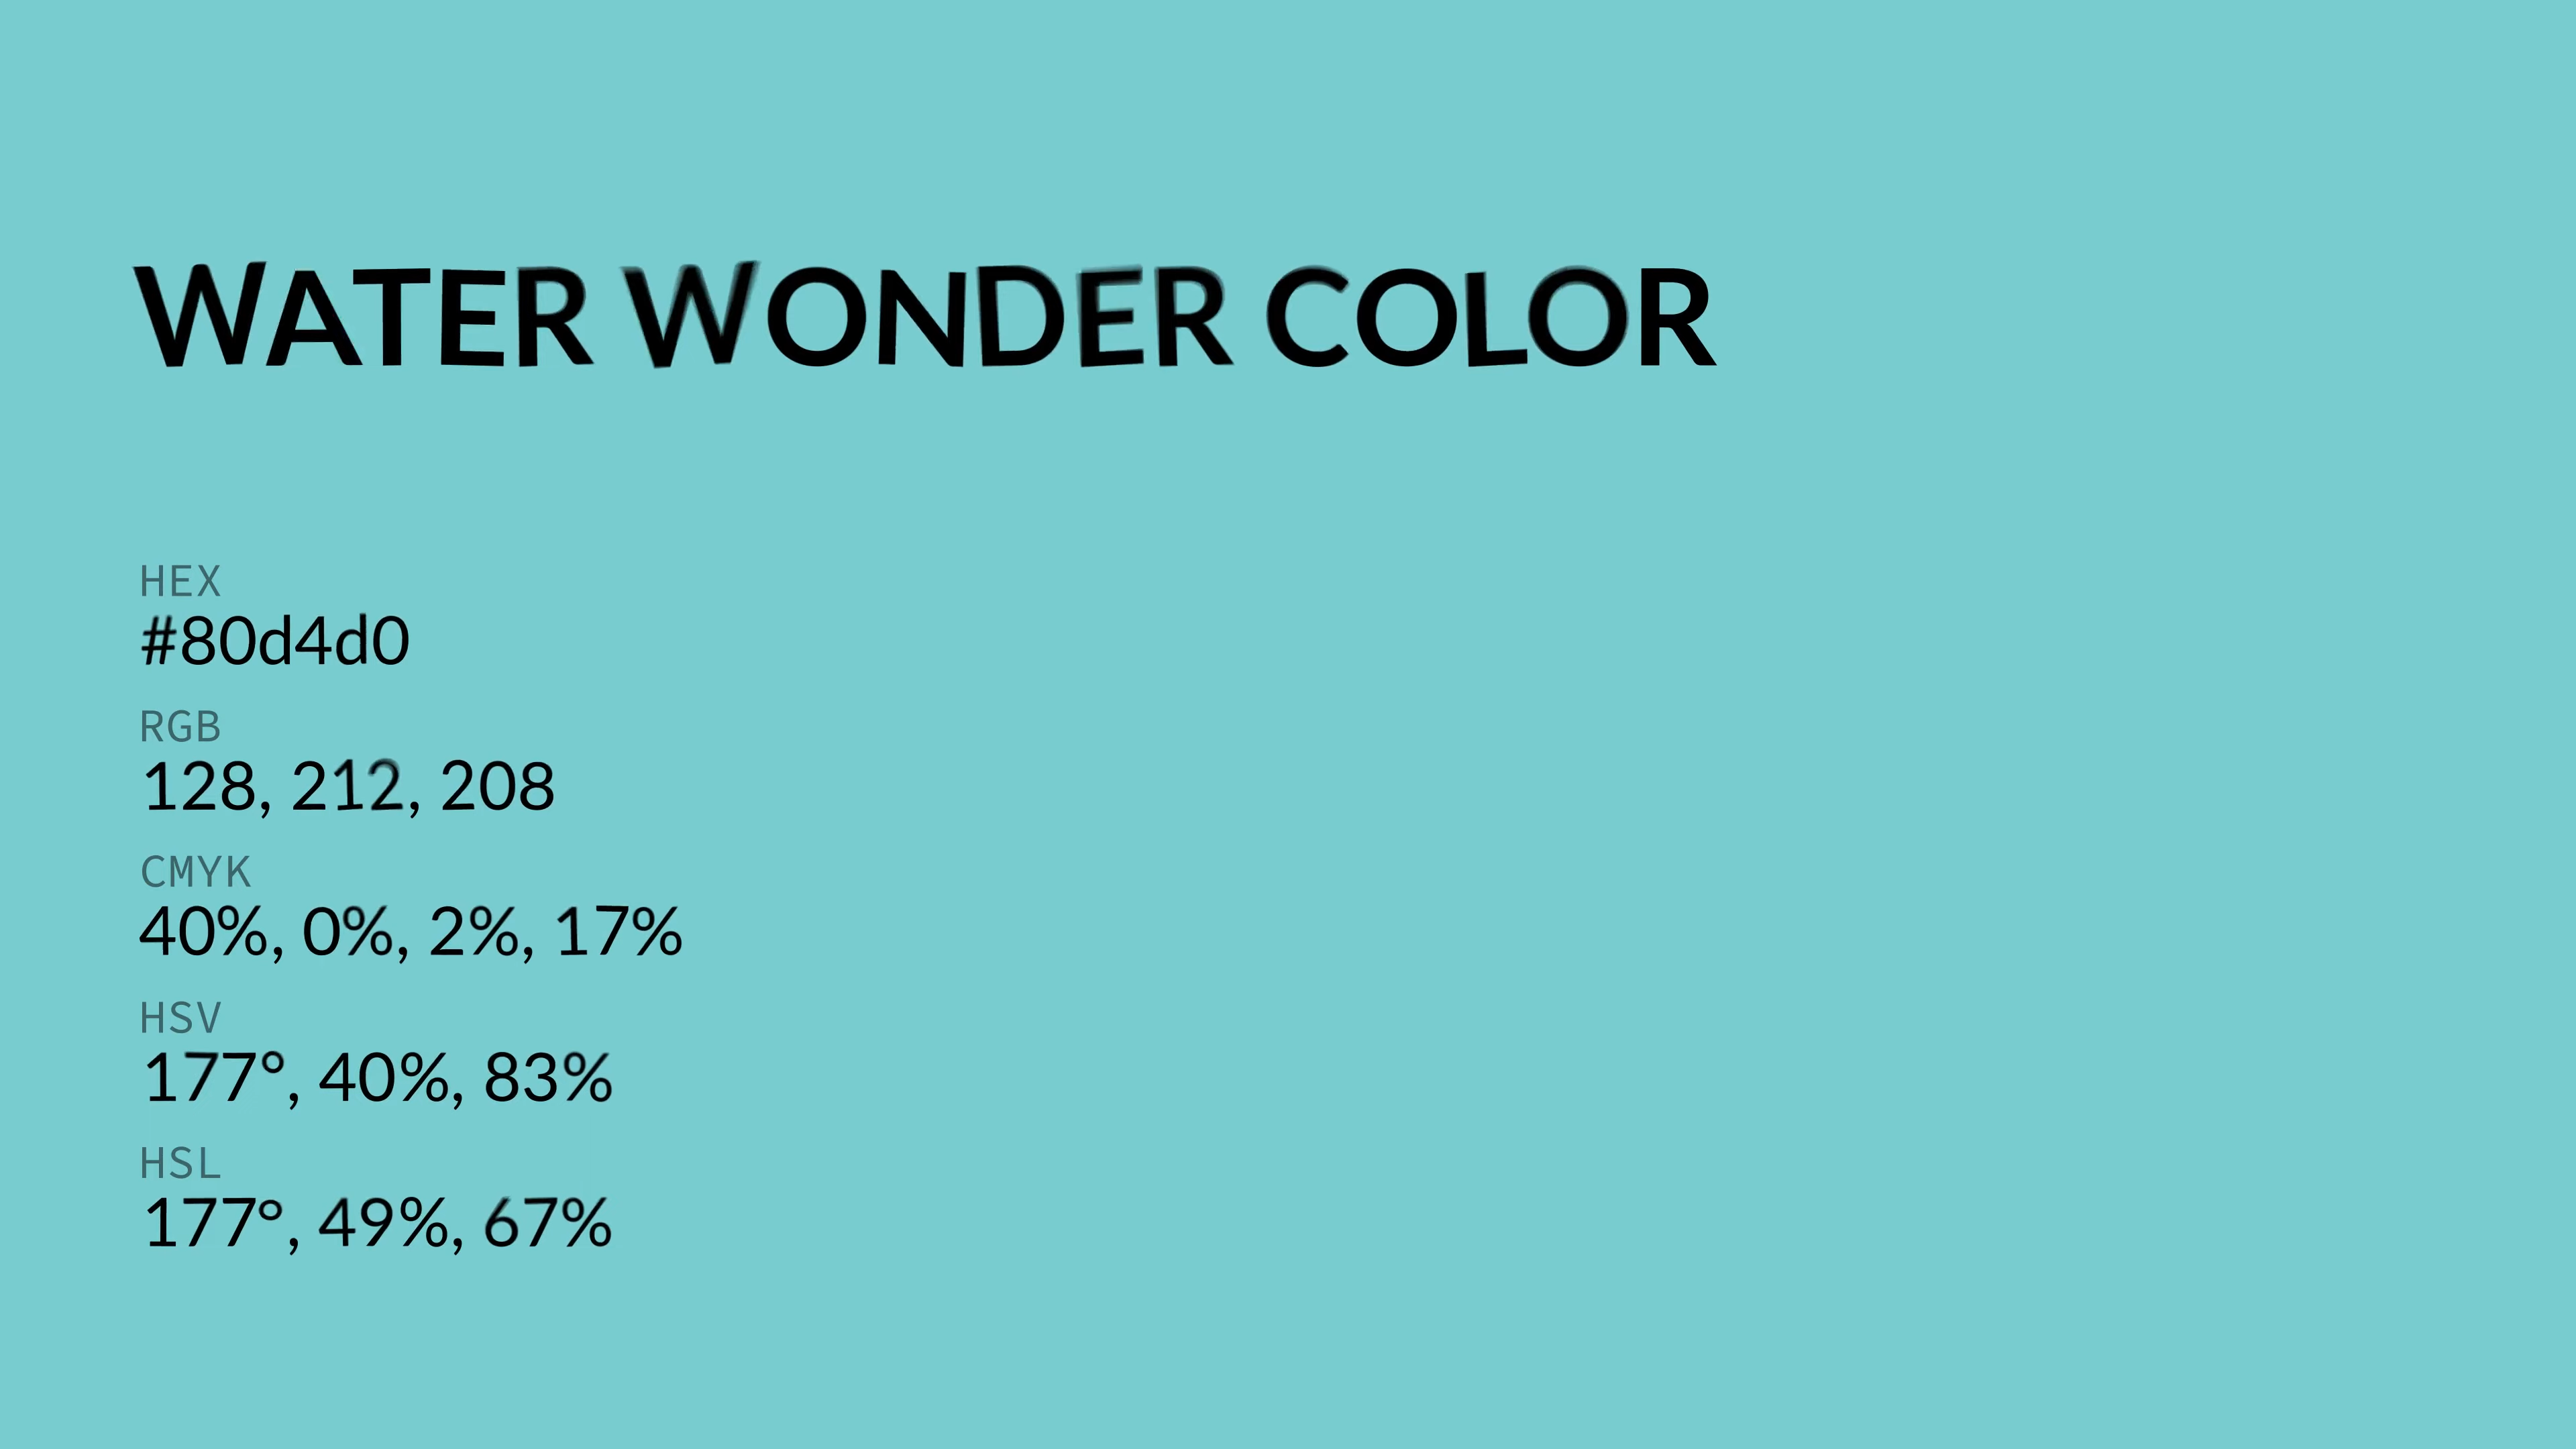 WATER WONDER COLOR
HEX
#80d4d0
RGB
128, 212, 208
CMYK
40%, 0%, 2%, 17%
HSV
177°, 40%, 83%
HSL
177°, 49%, 67%